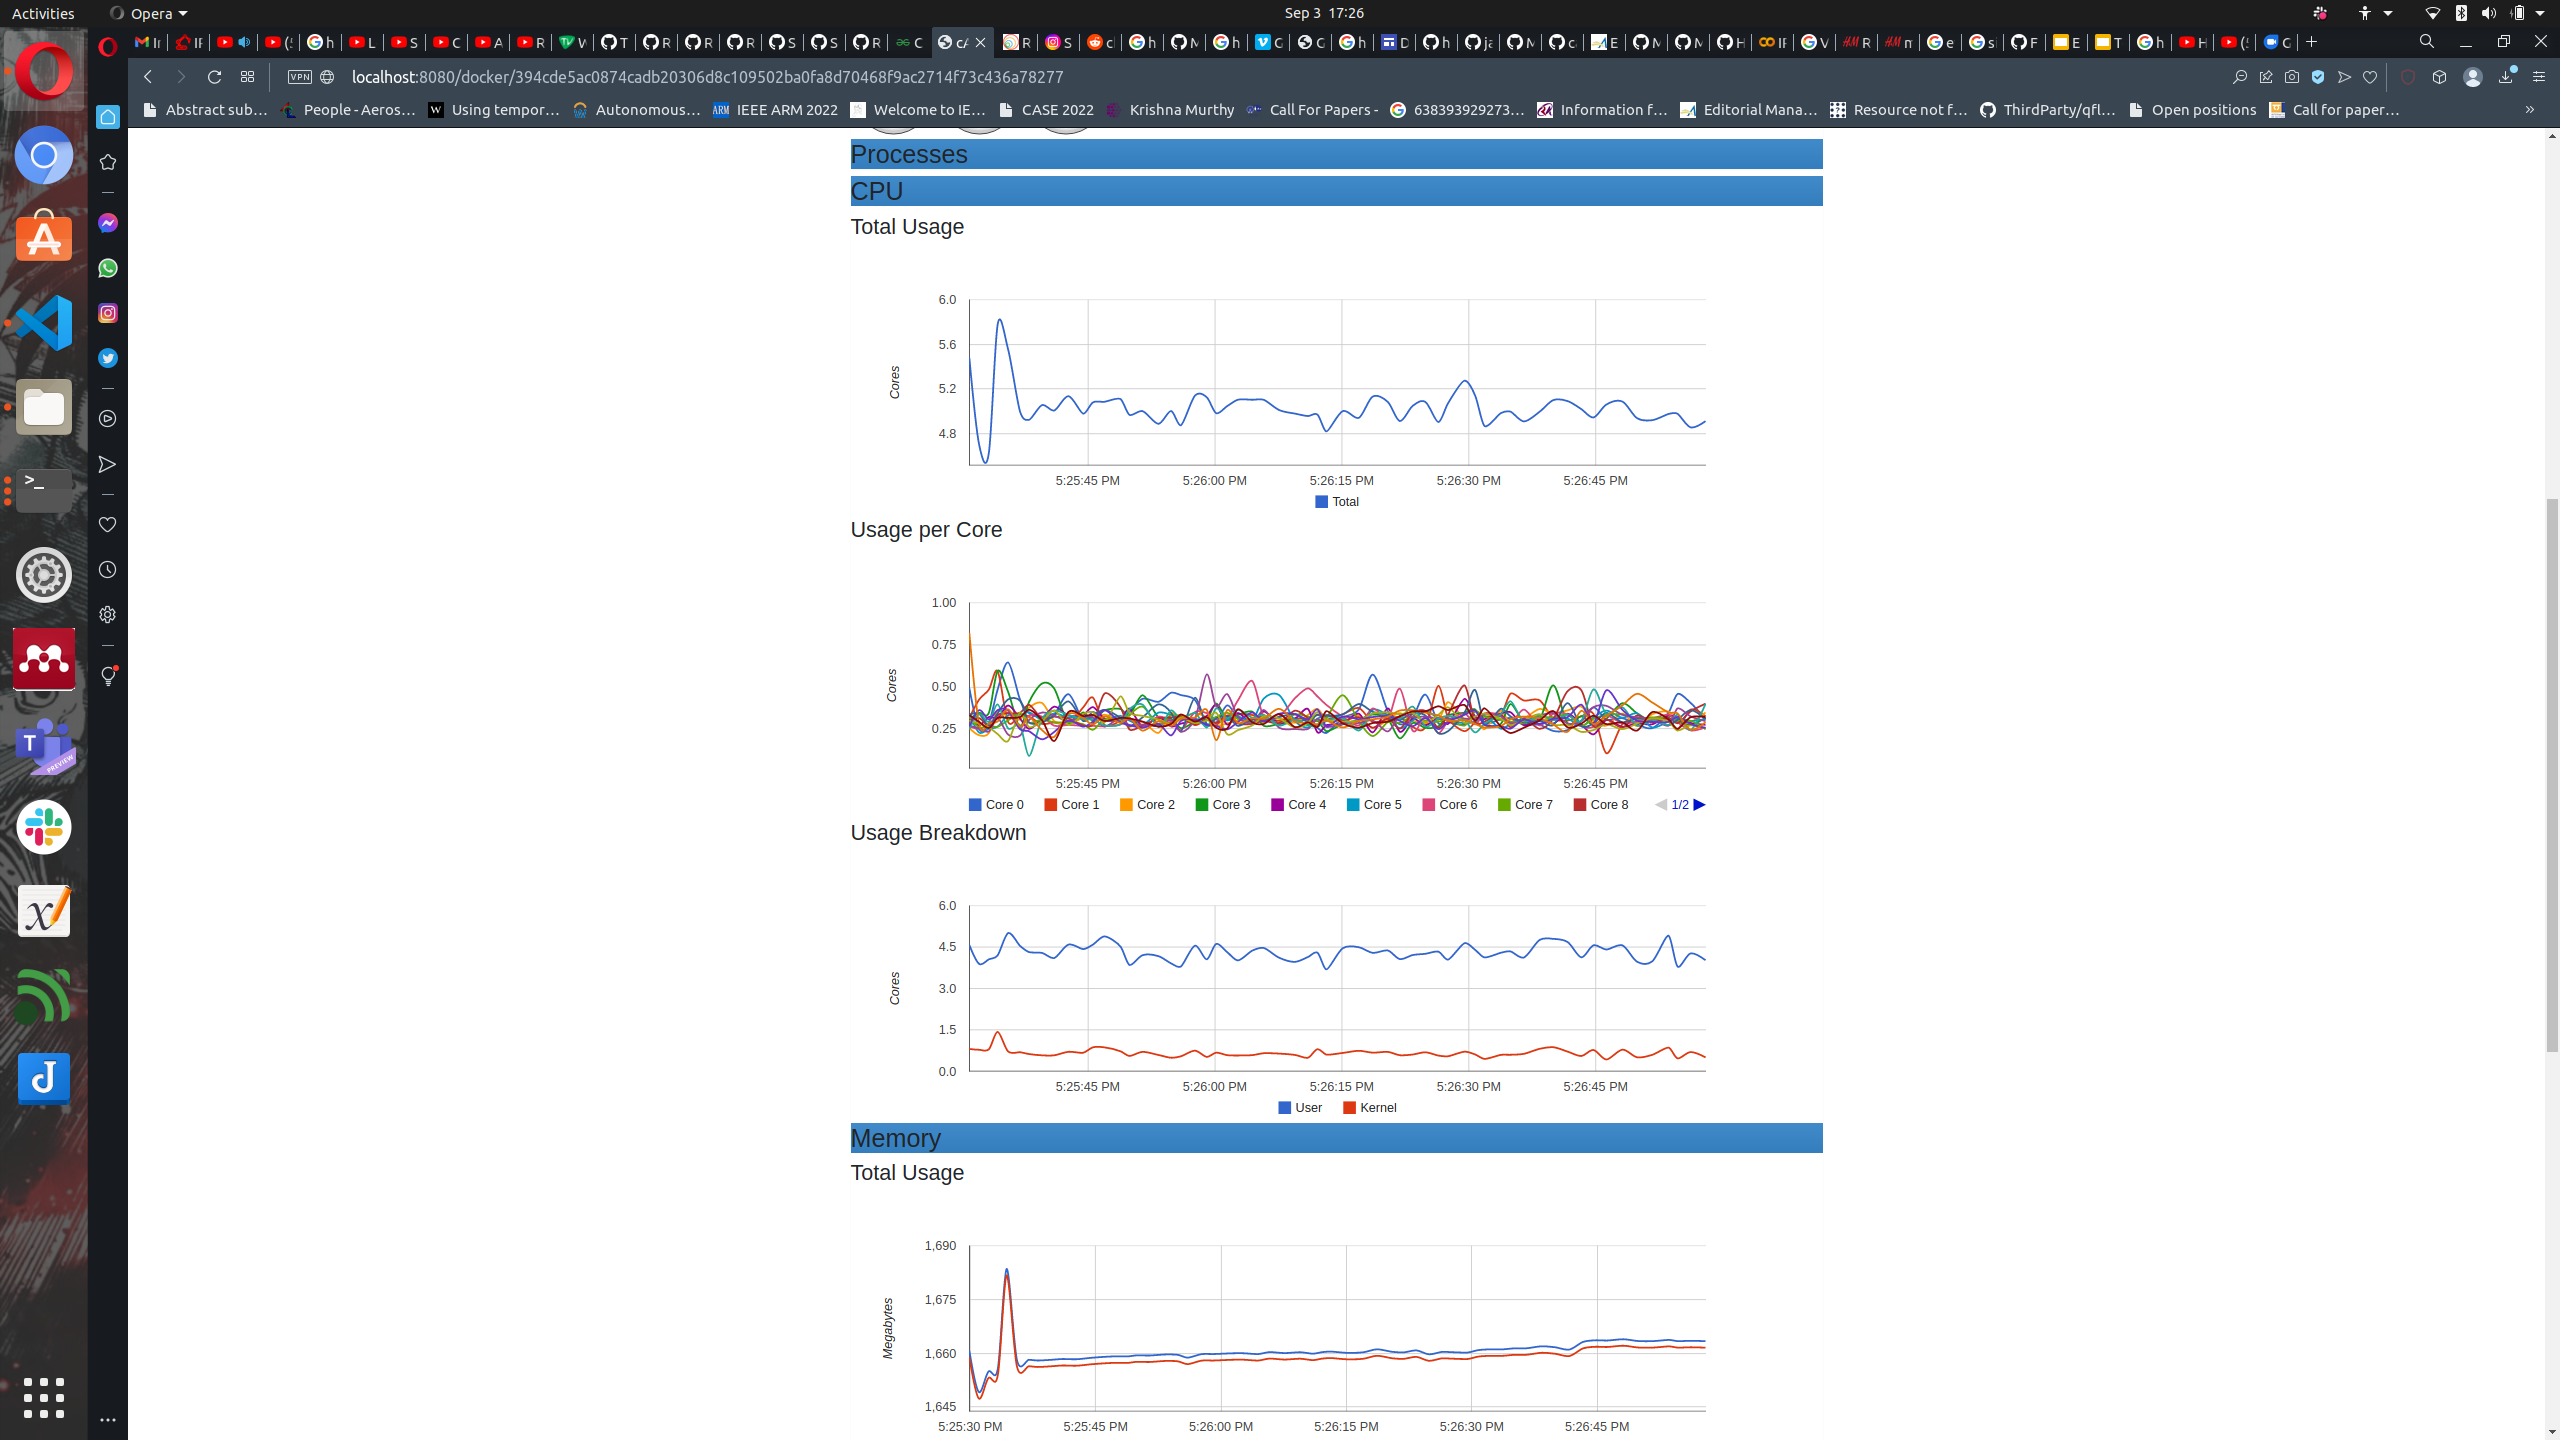 Activities Opera Sep 3 17:26
VPN localhost:8080/docker/394cde5ac0874cadb20306d8c109502ba0fa8d70468f9ac2714f73c436a78277
Abstract sub… People - Aeros… Using tempor… Autonomous… IEEE ARM 2022 Welcome to IE… CASE 2022 Krishna Murthy Call For Papers - 638393929273… Information f… Editorial Mana… Resource not f… ThirdParty/qfl… Open positions Call for paper… »
Processes
CPU
Total Usage
6.0
5.6
5.2
4.8
Cores
5:25:45 PM 5:26:00 PM 5:26:15 PM 5:26:30 PM 5:26:45 PM
Total
Usage per Core
1.00
0.75
0.50
0.25
Cores
5:25:45 PM 5:26:00 PM 5:26:15 PM 5:26:30 PM 5:26:45 PM
Core 0 Core 1 Core 2 Core 3 Core 4 Core 5 Core 6 Core 7 Core 8 1/2
Usage Breakdown
6.0
4.5
3.0
1.5
0.0
Cores
5:25:45 PM 5:26:00 PM 5:26:15 PM 5:26:30 PM 5:26:45 PM
User Kernel
Memory
Total Usage
1,690
1,675
1,660
1,645
Megabytes
5:25:30 PM 5:25:45 PM 5:26:00 PM 5:26:15 PM 5:26:30 PM 5:26:45 PM